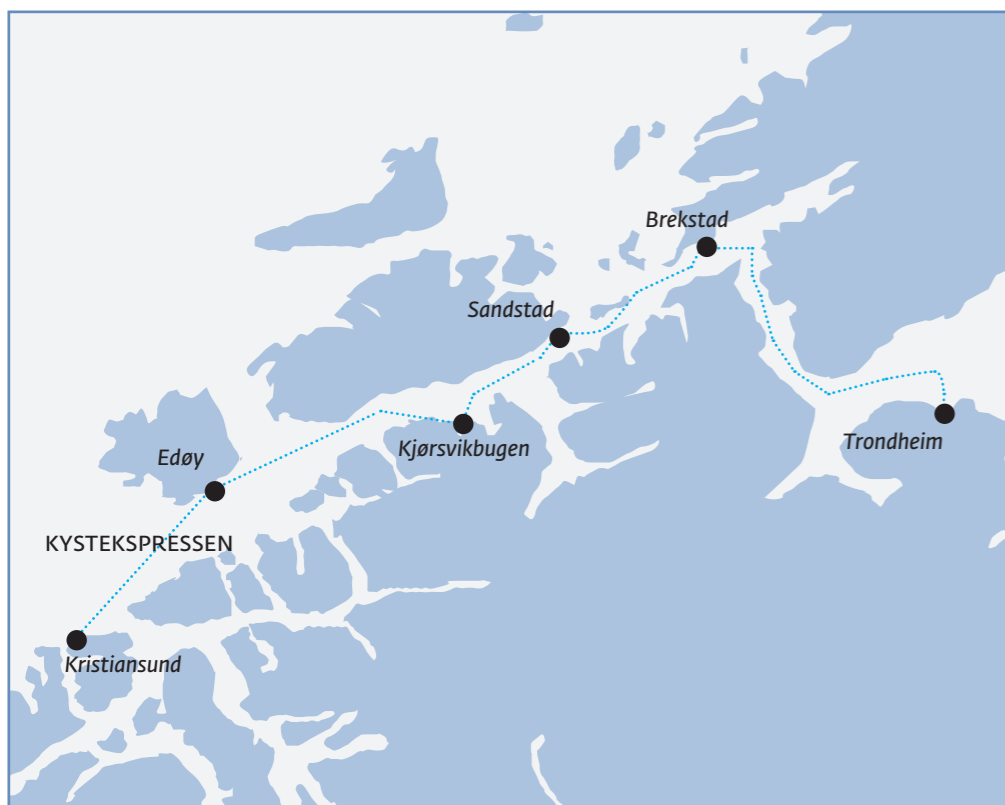 Brekstad
Sandstad
Kjørsvikbugen
Trondheim
Edøy
KYSTEKSPRESSEN
Kristiansund